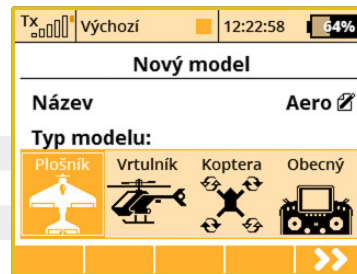 Tx Výchozí 12:22:58 64%
Nový model
Název Aero
Typ modelu:
Plošník Vrtulník Koptera Obecný
>>